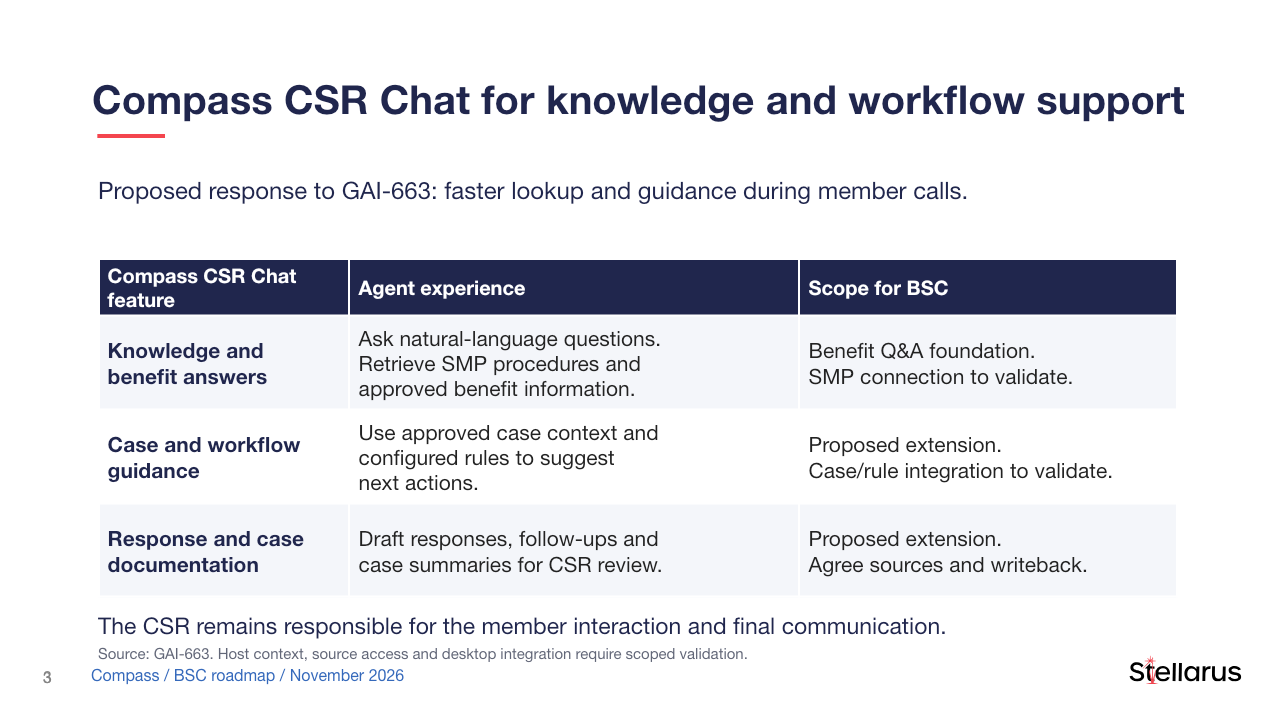 Compass CSR Chat for knowledge and workflow support
Proposed response to GAI-663: faster lookup and guidance during member calls.
Compass CSR Chat
feature
Agent experience
Scope for BSC
Knowledge and
benefit answers
Ask natural-language questions.
Retrieve SMP procedures and
approved benefit information.
Benefit Q&A foundation.
SMP connection to validate.
Case and workflow
guidance
Use approved case context and
configured rules to suggest
next actions.
Proposed extension.
Case/rule integration to validate.
Response and case
documentation
Draft responses, follow-ups and
case summaries for CSR review.
Proposed extension.
Agree sources and writeback.
The CSR remains responsible for the member interaction and final communication.
Source: GAI-663. Host context, source access and desktop integration require scoped validation.
3
Compass / BSC roadmap / November 2026
Stellarus